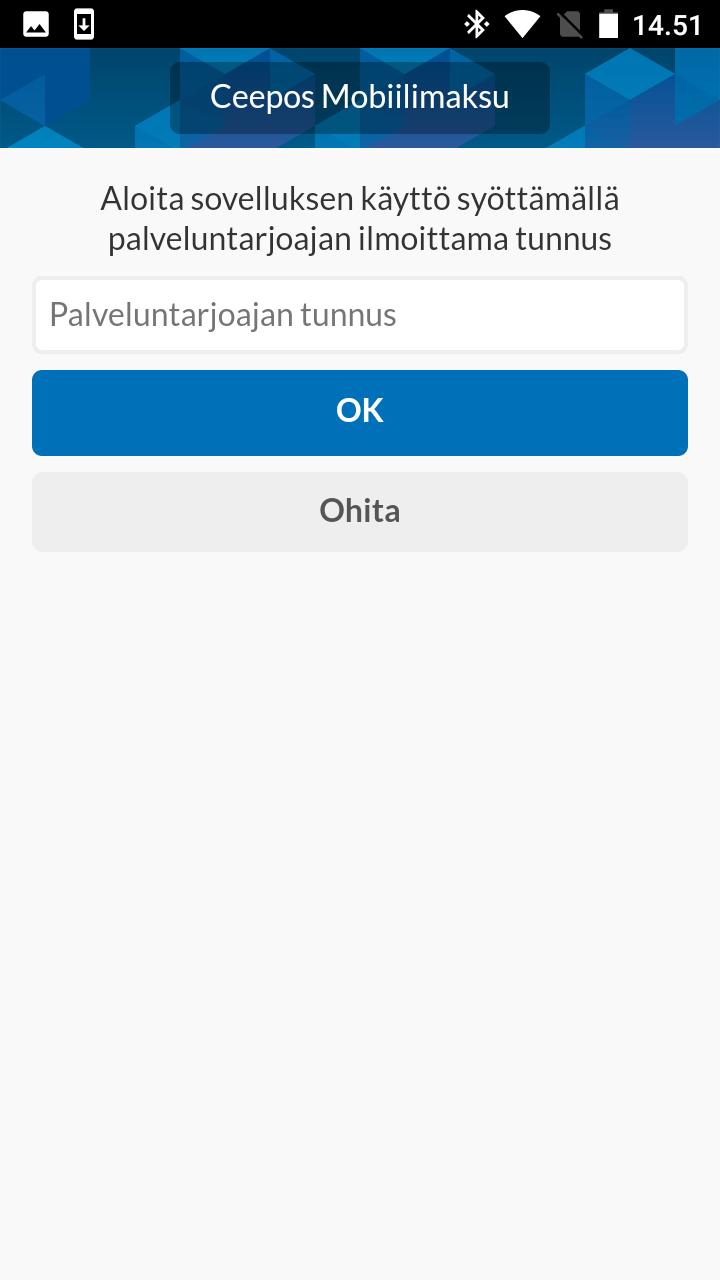 14.51
Ceepos Mobiilimaksu
Aloita sovelluksen käyttö syöttämällä
palveluntarjoajan ilmoittama tunnus
Palveluntarjoajan tunnus
OK
Ohita